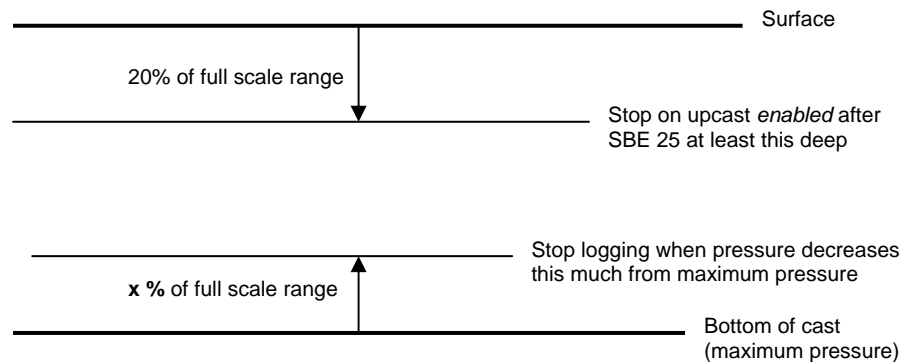 Surface
20% of full scale range
Stop on upcast enabled after
SBE 25 at least this deep
Stop logging when pressure decreases
this much from maximum pressure
x % of full scale range
Bottom of cast
(maximum pressure)